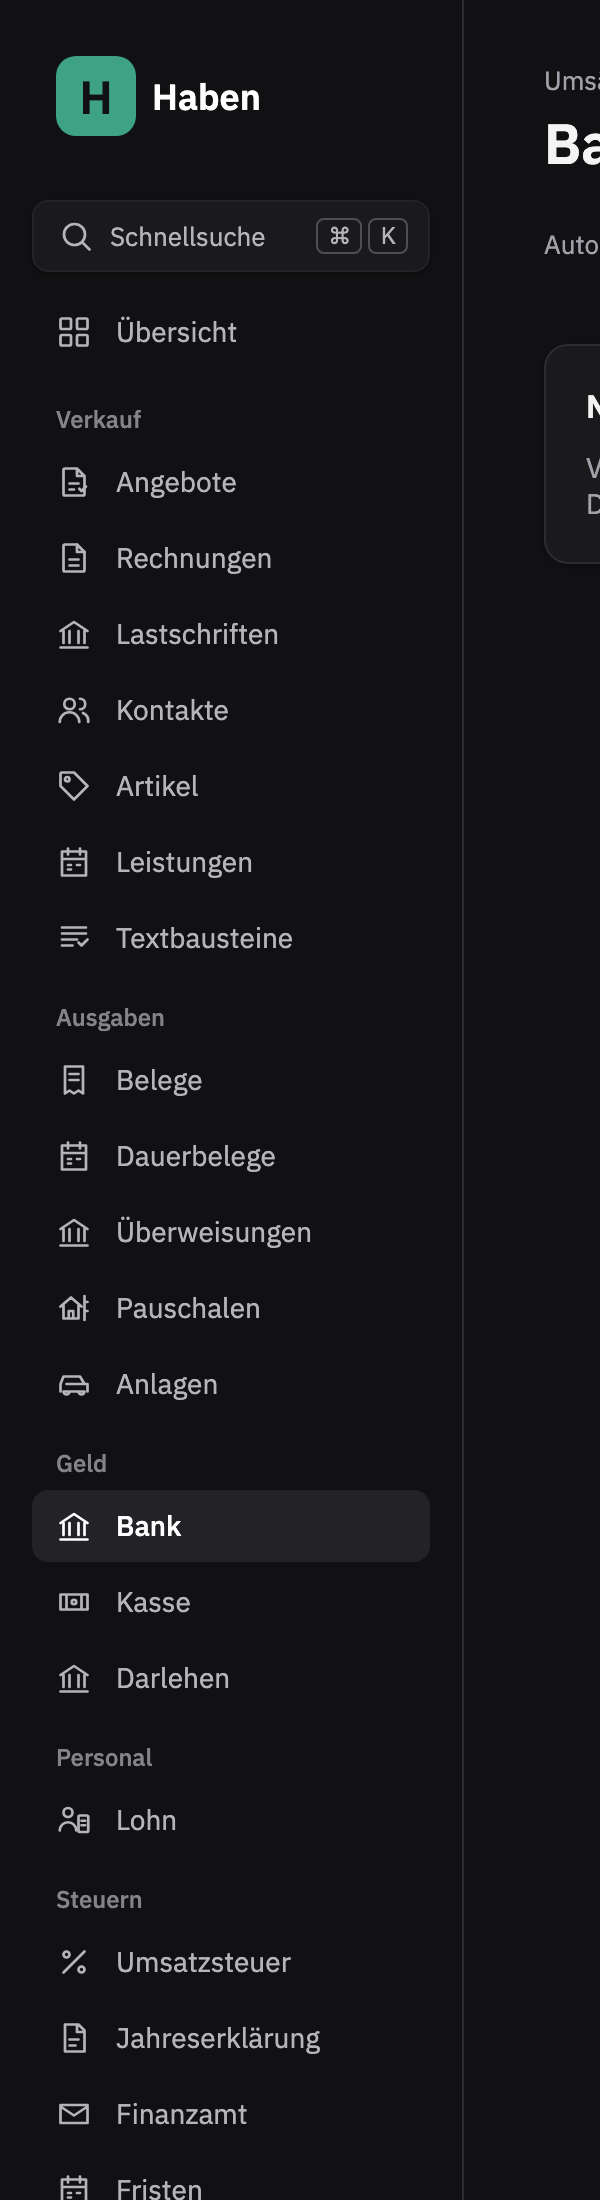 H Haben
Schnellsuche ⌘ K
Übersicht
Verkauf
Angebote
Rechnungen
Lastschriften
Kontakte
Artikel
Leistungen
Textbausteine
Ausgaben
Belege
Dauerbelege
Überweisungen
Pauschalen
Anlagen
Geld
Bank
Kasse
Darlehen
Personal
Lohn
Steuern
Umsatzsteuer
Jahreserklärung
Finanzamt
Fristen
Auto